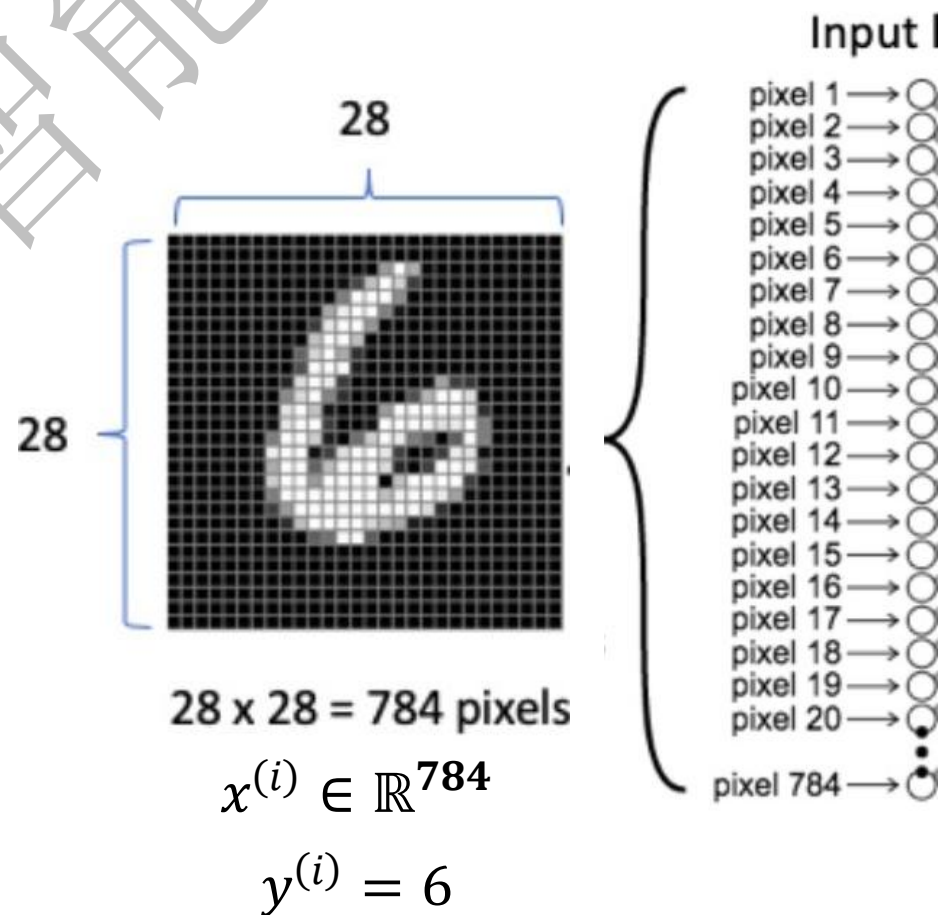 智能
Input
28
28
28 x 28 = 784 pixels
x^{(i)} ∈ ℝ^{784}
y^{(i)} = 6
pixel 1
pixel 2
pixel 3
pixel 4
pixel 5
pixel 6
pixel 7
pixel 8
pixel 9
pixel 10
pixel 11
pixel 12
pixel 13
pixel 14
pixel 15
pixel 16
pixel 17
pixel 18
pixel 19
pixel 20
pixel 784